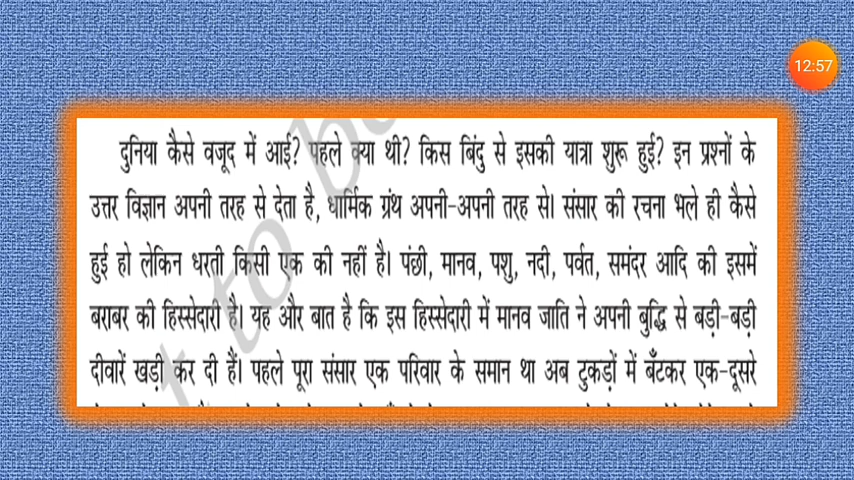 12:57
दुनिया कैसे वजूद में आई? पहले क्या थी? किस बिंदु से इसकी यात्रा शुरू हुई? इन प्रश्नों के
उत्तर विज्ञान अपनी तरह से देता है, धार्मिक ग्रंथ अपनी-अपनी तरह से। संसार की रचना भले ही कैसे
हुई हो लेकिन धरती किसी एक की नहीं है। पंछी, मानव, पशु, नदी, पर्वत, समंदर आदि की इसमें
बराबर की हिस्सेदारी है। यह और बात है कि इस हिस्सेदारी में मानव जाति ने अपनी बुद्धि से बड़ी-बड़ी
दीवारें खड़ी कर दी हैं। पहले पूरा संसार एक परिवार के समान था अब टुकड़ों में बँटकर एक-दूसरे